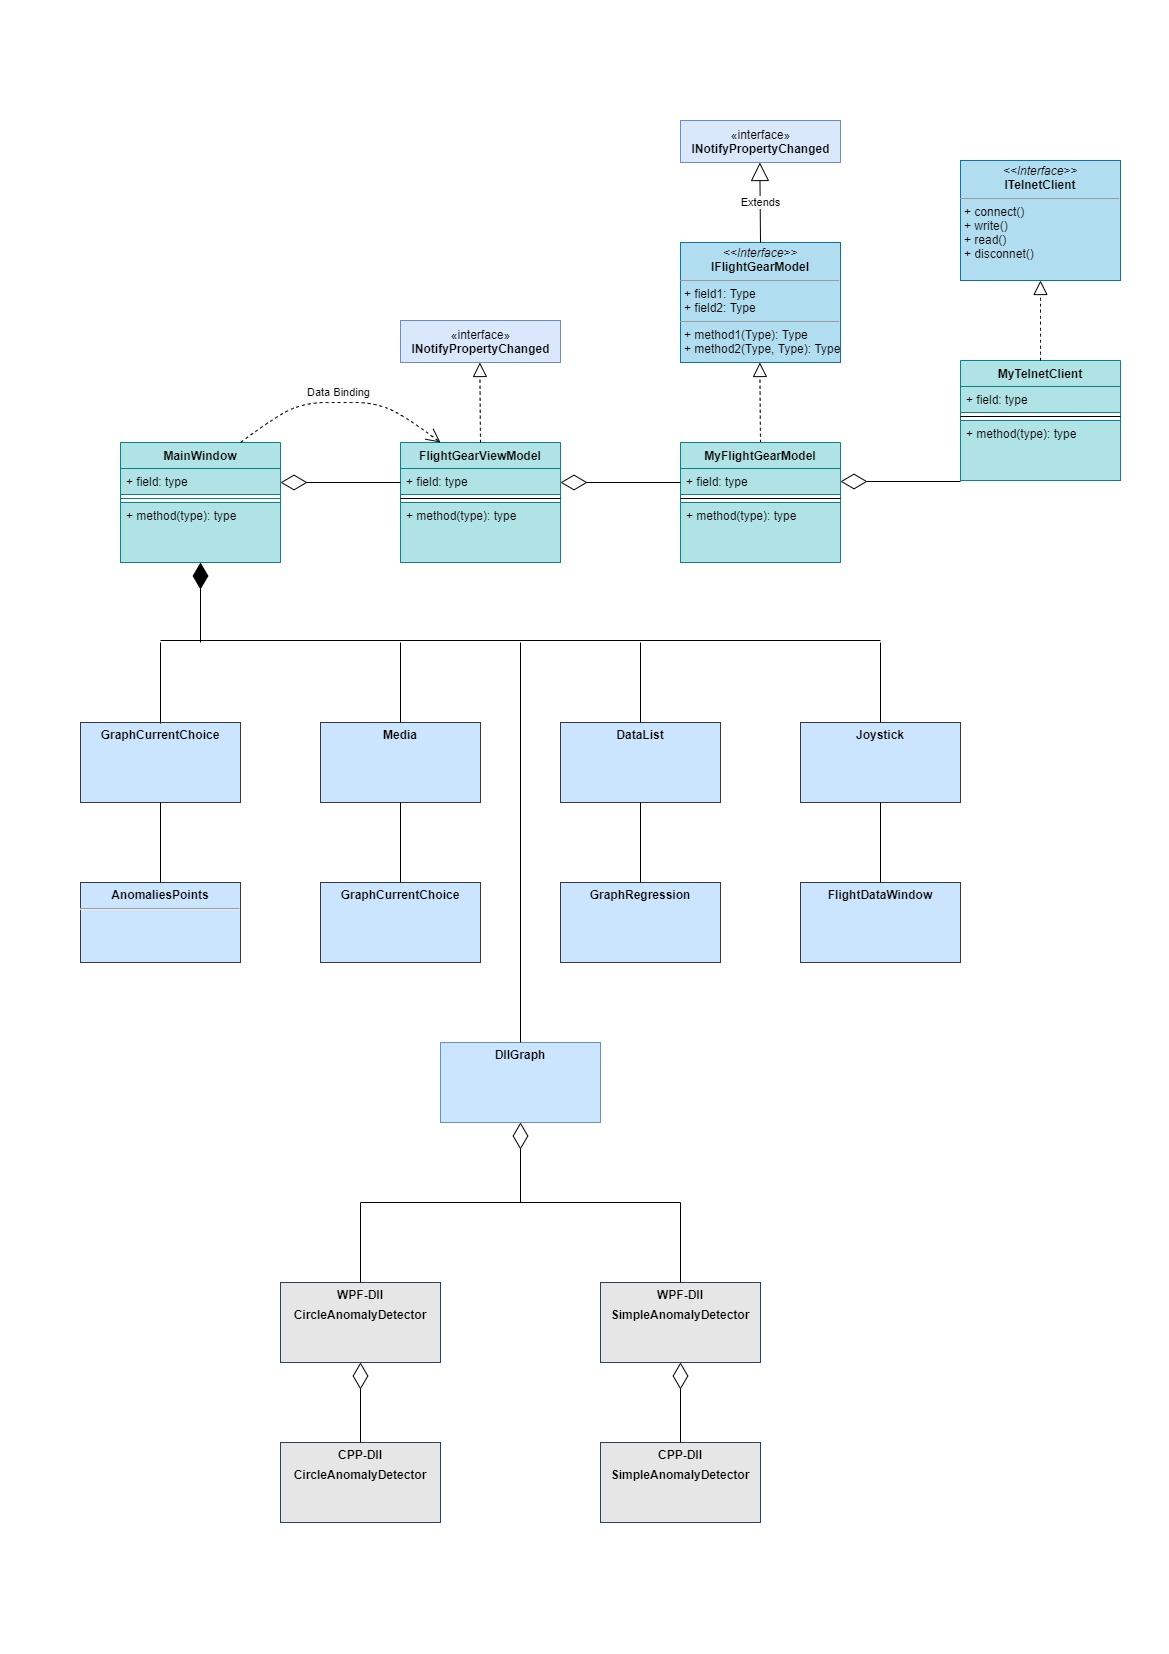 «interface»
INotifyPropertyChanged
<<Interface>>
ITelnetClient
+ connect()
+ write()
+ read()
+ disconnet()
Extends
<<Interface>>
IFlightGearModel
+ field1: Type
+ field2: Type
+ method1(Type): Type
+ method2(Type, Type): Type
«interface»
INotifyPropertyChanged
Data Binding
MyTelnetClient
+ field: type
+ method(type): type
MainWindow
+ field: type
+ method(type): type
FlightGearViewModel
+ field: type
+ method(type): type
MyFlightGearModel
+ field: type
+ method(type): type
GraphCurrentChoice
Media
DataList
Joystick
AnomaliesPoints
GraphCurrentChoice
GraphRegression
FlightDataWindow
DllGraph
WPF-Dll
CircleAnomalyDetector
WPF-Dll
SimpleAnomalyDetector
CPP-Dll
CircleAnomalyDetector
CPP-Dll
SimpleAnomalyDetector